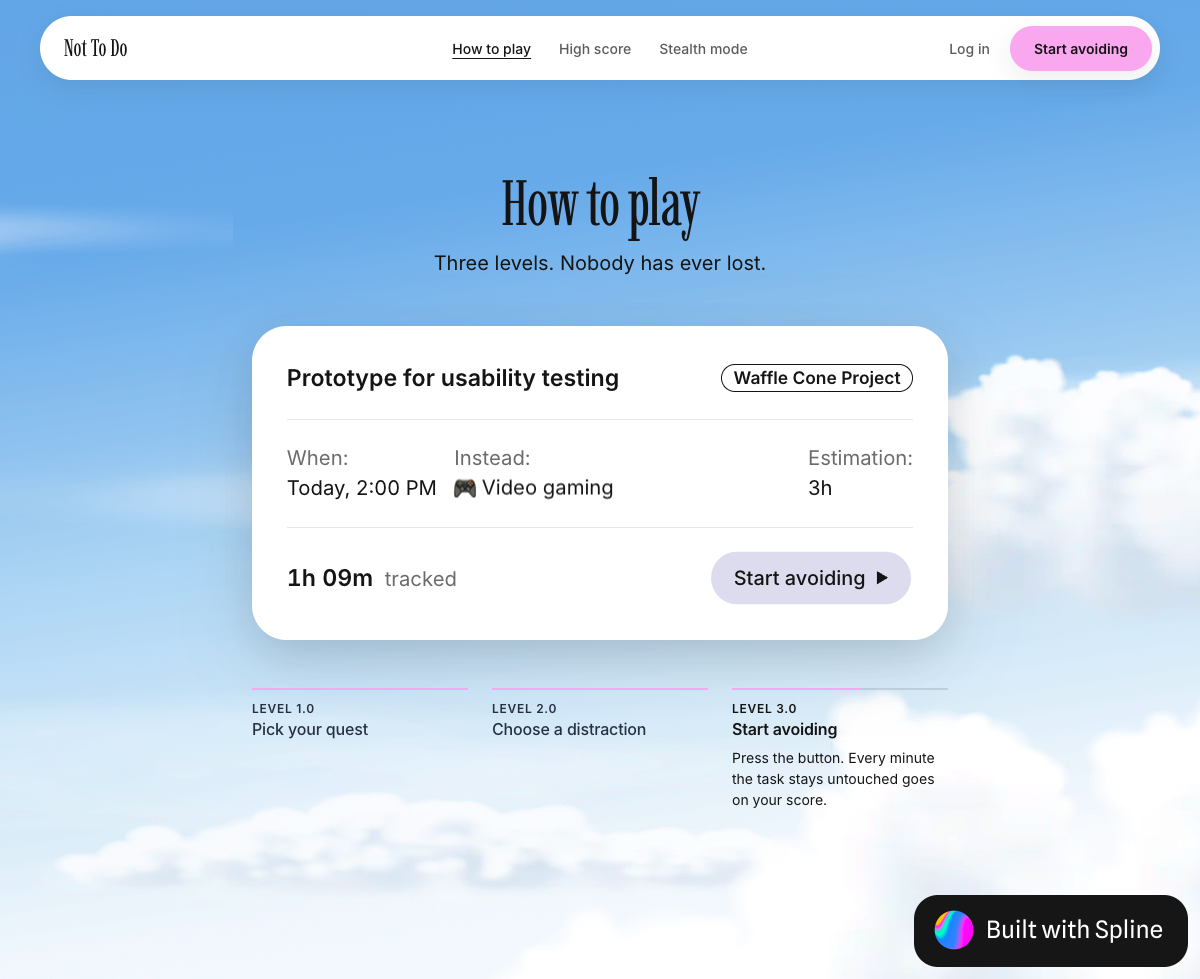 Not To Do
How to play
High score
Stealth mode
Log in
Start avoiding
How to play
Three levels. Nobody has ever lost.
Prototype for usability testing
Waffle Cone Project
When:
Today, 2:00 PM
Instead:
🎮 Video gaming
Estimation:
3h
1h 09m tracked
Start avoiding
LEVEL 1.0
Pick your quest
LEVEL 2.0
Choose a distraction
LEVEL 3.0
Start avoiding
Press the button. Every minute
the task stays untouched goes
on your score.
Built with Spline